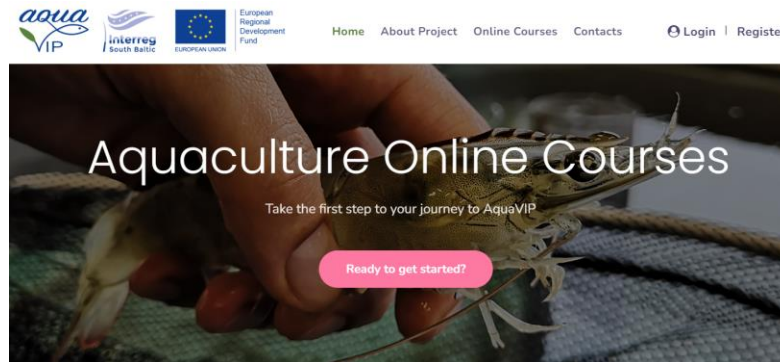 aqua
VIP
Interreg
South Baltic
EUROPEAN UNION
European
Regional
Development
Fund
Home About Project Online Courses Contacts Login | Registe
Aquaculture Online Courses
Take the first step to your journey to AquaVIP
Ready to get started?